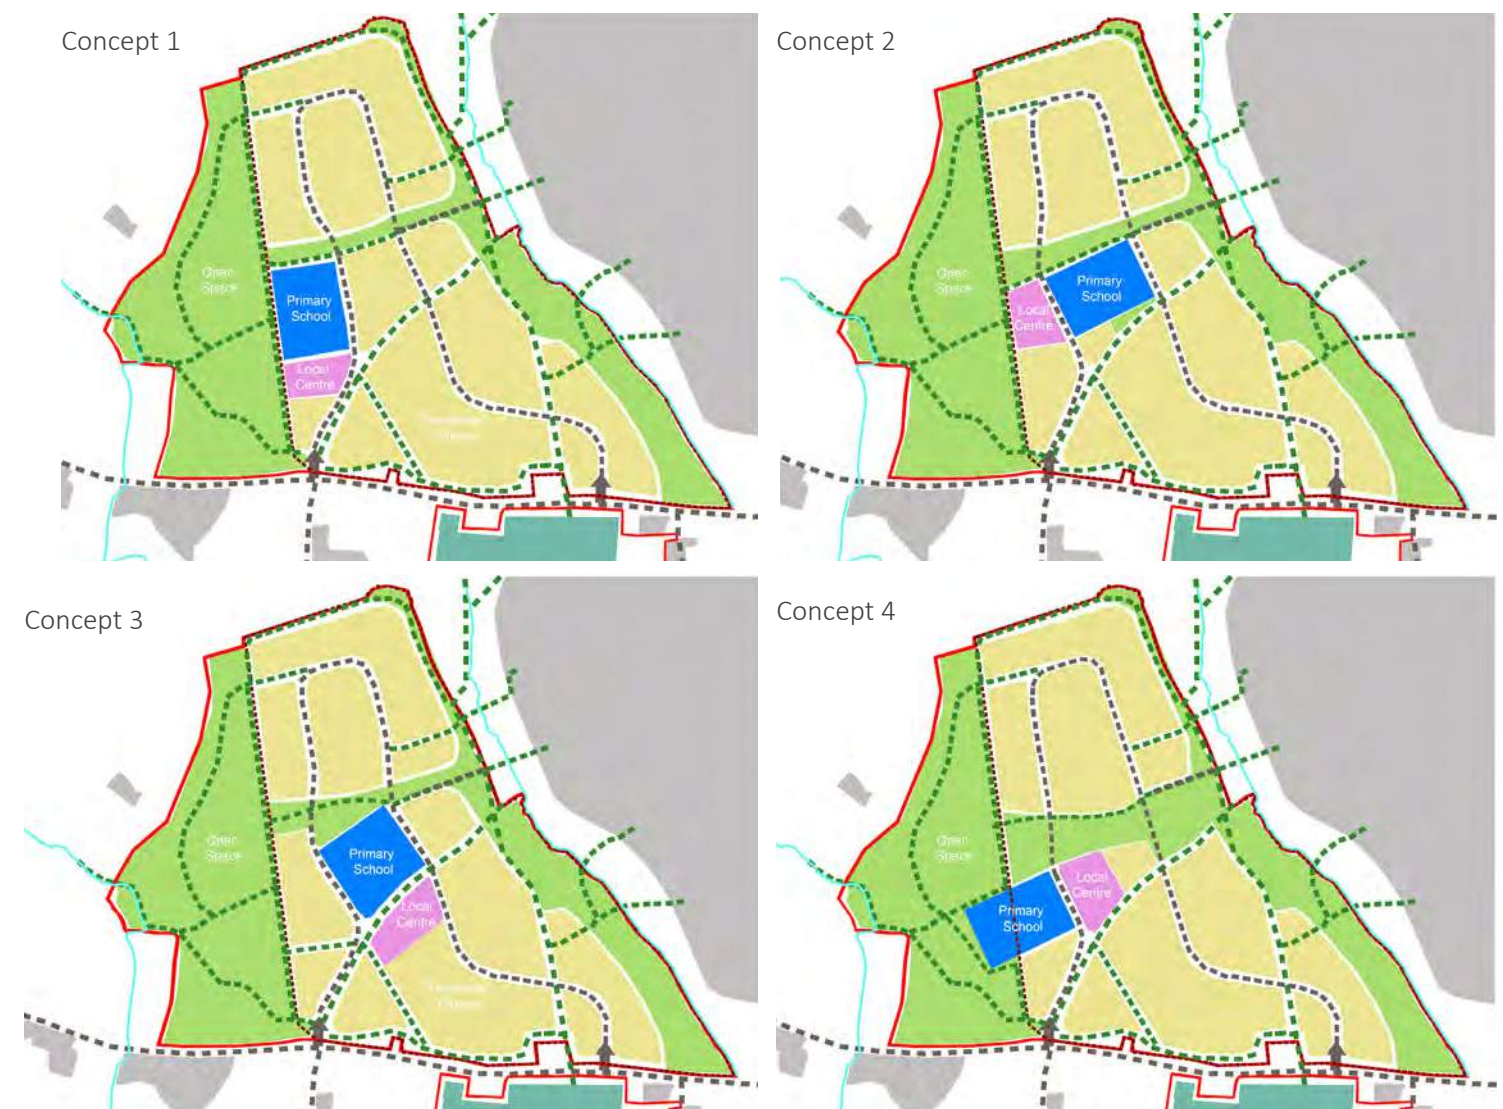 Concept 1
Open
Space
Primary
School
Local
Centre
Concept 2
Open
Space
Primary
School
Local
Centre
Concept 3
Open
Space
Primary
School
Local
Centre
Concept 4
Open
Space
Local
Centre
Primary
School